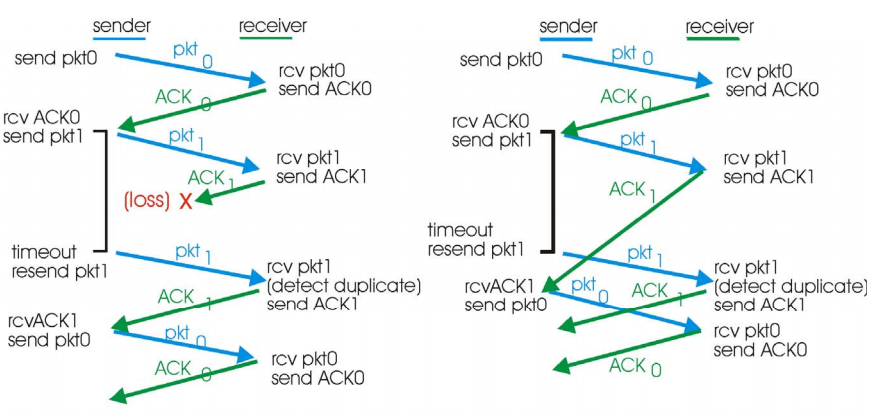 sender receiver
send pkt0
pkt 0
rcv pkt0
send ACK0
ACK 0
rcv ACK0
send pkt1
pkt 1
rcv pkt1
send ACK1
ACK 1
(loss) X
timeout
resend pkt1
pkt 1
rcv pkt1
(detect duplicate)
send ACK1
ACK 1
rcvACK1
send pkt0
pkt 0
rcv pkt0
send ACK0
ACK 0
sender receiver
send pkt0
pkt 0
rcv pkt0
send ACK0
ACK 0
rcv ACK0
send pkt1
pkt 1
rcv pkt1
send ACK1
ACK 1
timeout
resend pkt1
pkt 1
rcv pkt1
(detect duplicate)
send ACK1
rcvACK1
send pkt0
pkt 0
ACK 1
rcv pkt0
send ACK0
ACK 0